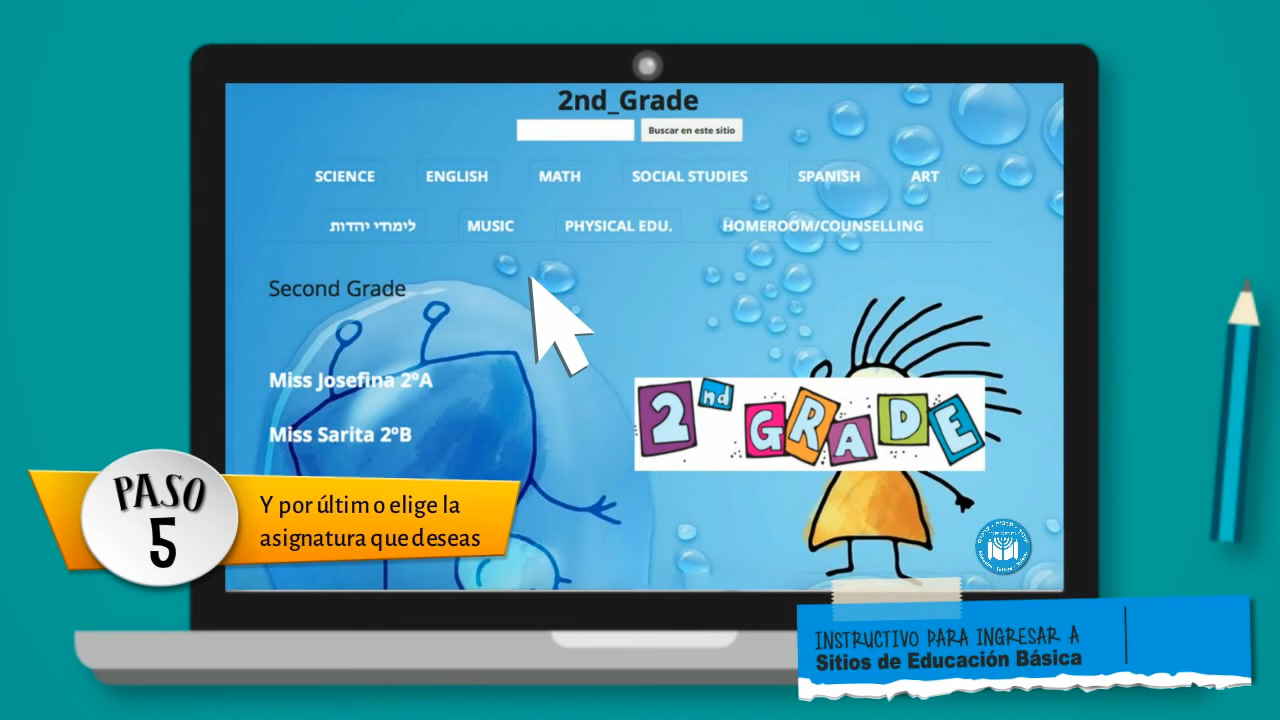 2nd_Grade
Buscar en este sitio
SCIENCE ENGLISH MATH SOCIAL STUDIES SPANISH ART
לימודי יהדות MUSIC PHYSICAL EDU. HOMEROOM/COUNSELLING
Second Grade
Miss Josefina 2ºA
Miss Sarita 2ºB
2nd GRADE
PASO
5
Y por último elige la
asignatura que deseas
INSTRUCTIVO PARA INGRESAR A
Sitios de Educación Básica